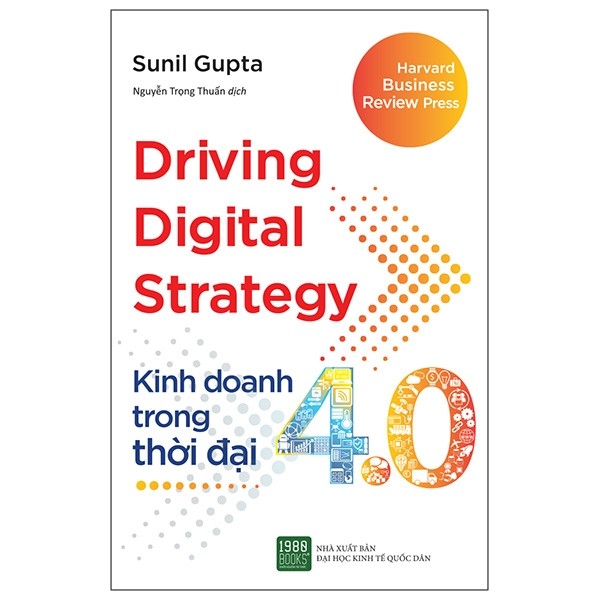 Sunil Gupta
Nguyễn Trọng Thuấn dịch
Harvard
Business
Review Press
Driving
Digital
Strategy
Kinh doanh
trong
thời đại
4.0
1980
BOOKS
NHÀ XUẤT BẢN
ĐẠI HỌC KINH TẾ QUỐC DÂN